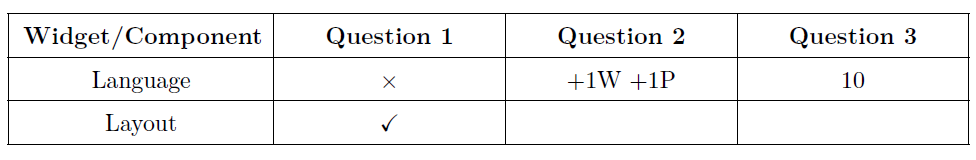 Widget/Component Question 1 Question 2 Question 3
Language × +1W +1P 10
Layout ✓